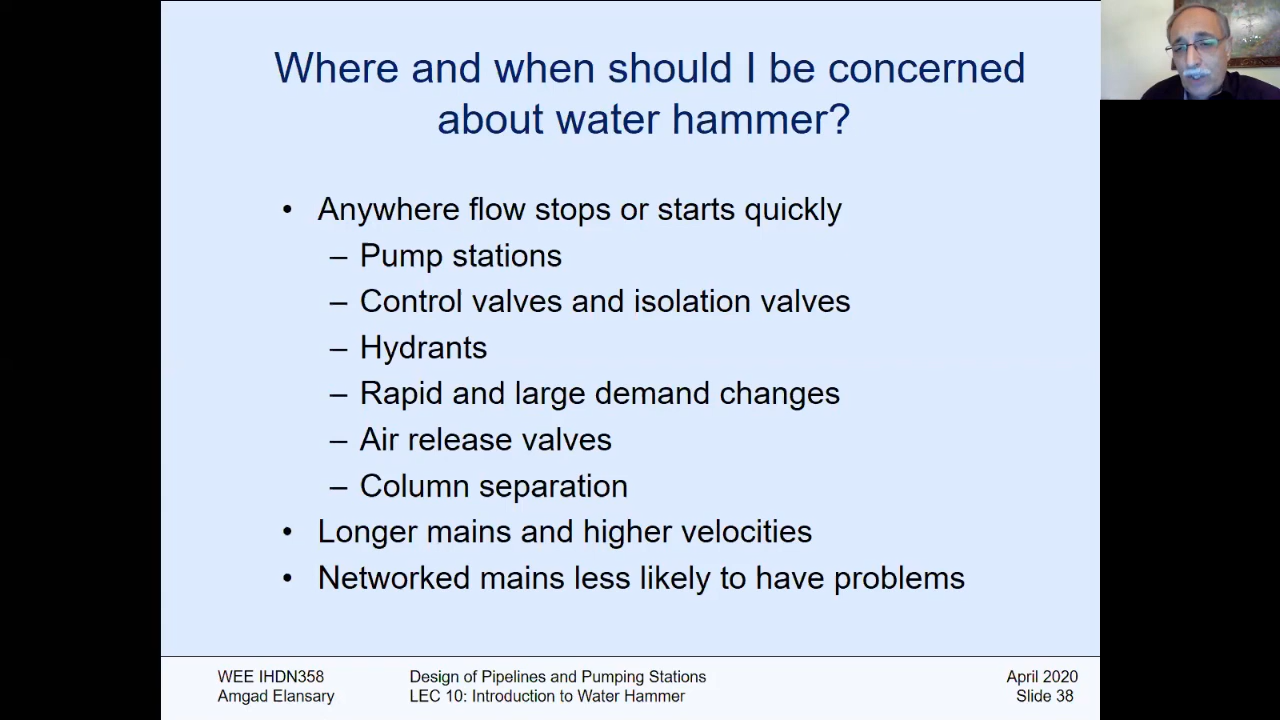 Where and when should I be concerned
about water hammer?
• Anywhere flow stops or starts quickly
– Pump stations
– Control valves and isolation valves
– Hydrants
– Rapid and large demand changes
– Air release valves
– Column separation
• Longer mains and higher velocities
• Networked mains less likely to have problems
WEE IHDN358 Design of Pipelines and Pumping Stations April 2020
Amgad Elansary LEC 10: Introduction to Water Hammer Slide 38